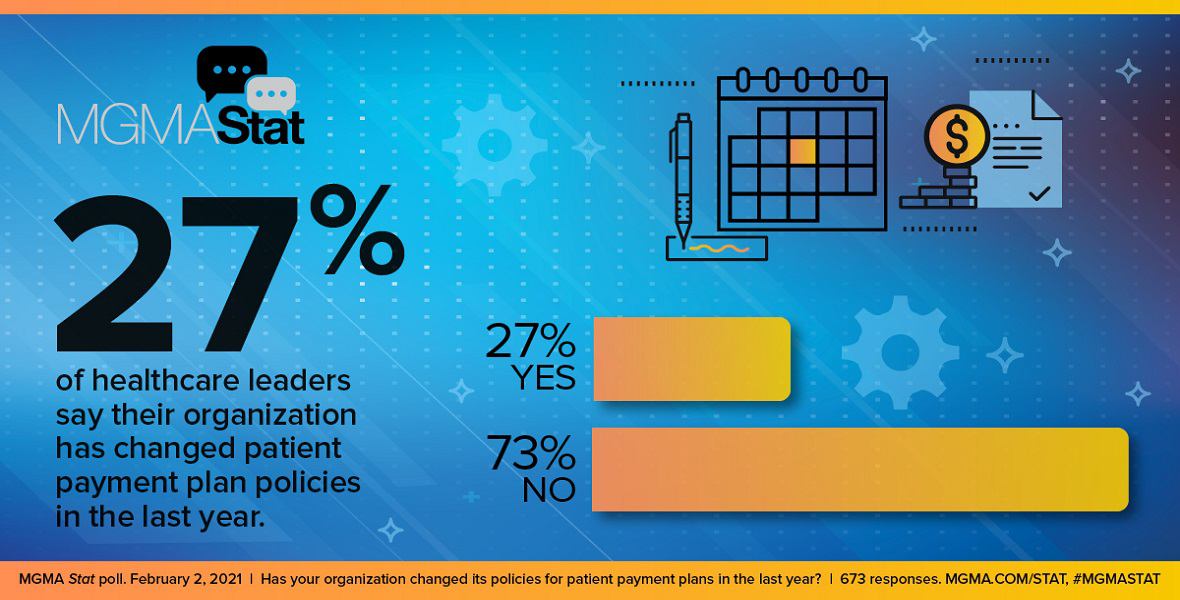 MGMAStat
27%
of healthcare leaders
say their organization
has changed patient
payment plan policies
in the last year.
$
27%
YES
73%
NO
MGMA Stat poll. February 2, 2021 | Has your organization changed its policies for patient payment plans in the last year? | 673 responses. MGMA.COM/STAT, #MGMASTAT